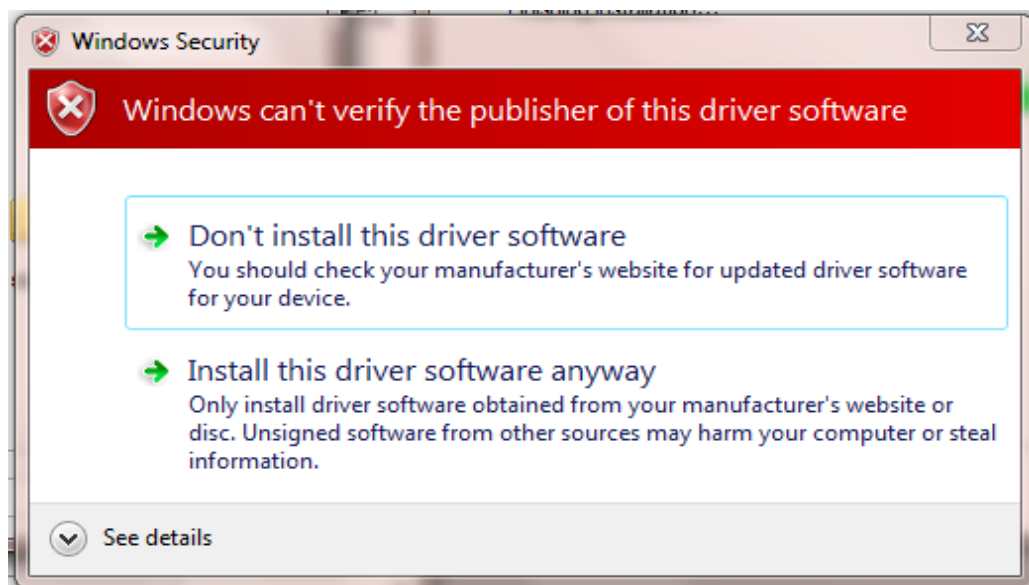 Windows Security
Windows can't verify the publisher of this driver software
Don't install this driver software
You should check your manufacturer's website for updated driver software
for your device.
Install this driver software anyway
Only install driver software obtained from your manufacturer's website or
disc. Unsigned software from other sources may harm your computer or steal
information.
See details